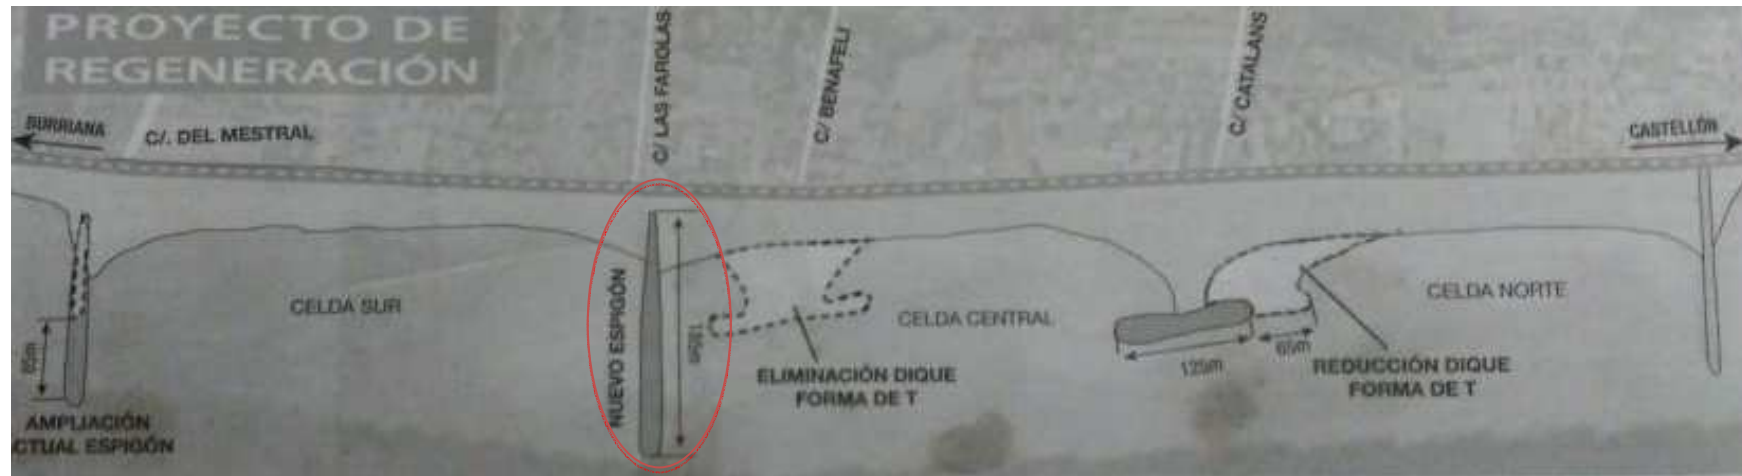 PROYECTO DE
REGENERACIÓN
BURRIANA
C/. DEL MESTRAL
C/ LAS FAROLAS
C/ BENAFELI
C/ CATALANS
CASTELLÓN
CELDA SUR
NUEVO ESPIGÓN
CELDA CENTRAL
CELDA NORTE
125m
65m
ELIMINACIÓN DIQUE
FORMA DE T
REDUCCIÓN DIQUE
FORMA DE T
AMPLIACIÓN
CTUAL ESPIGÓN